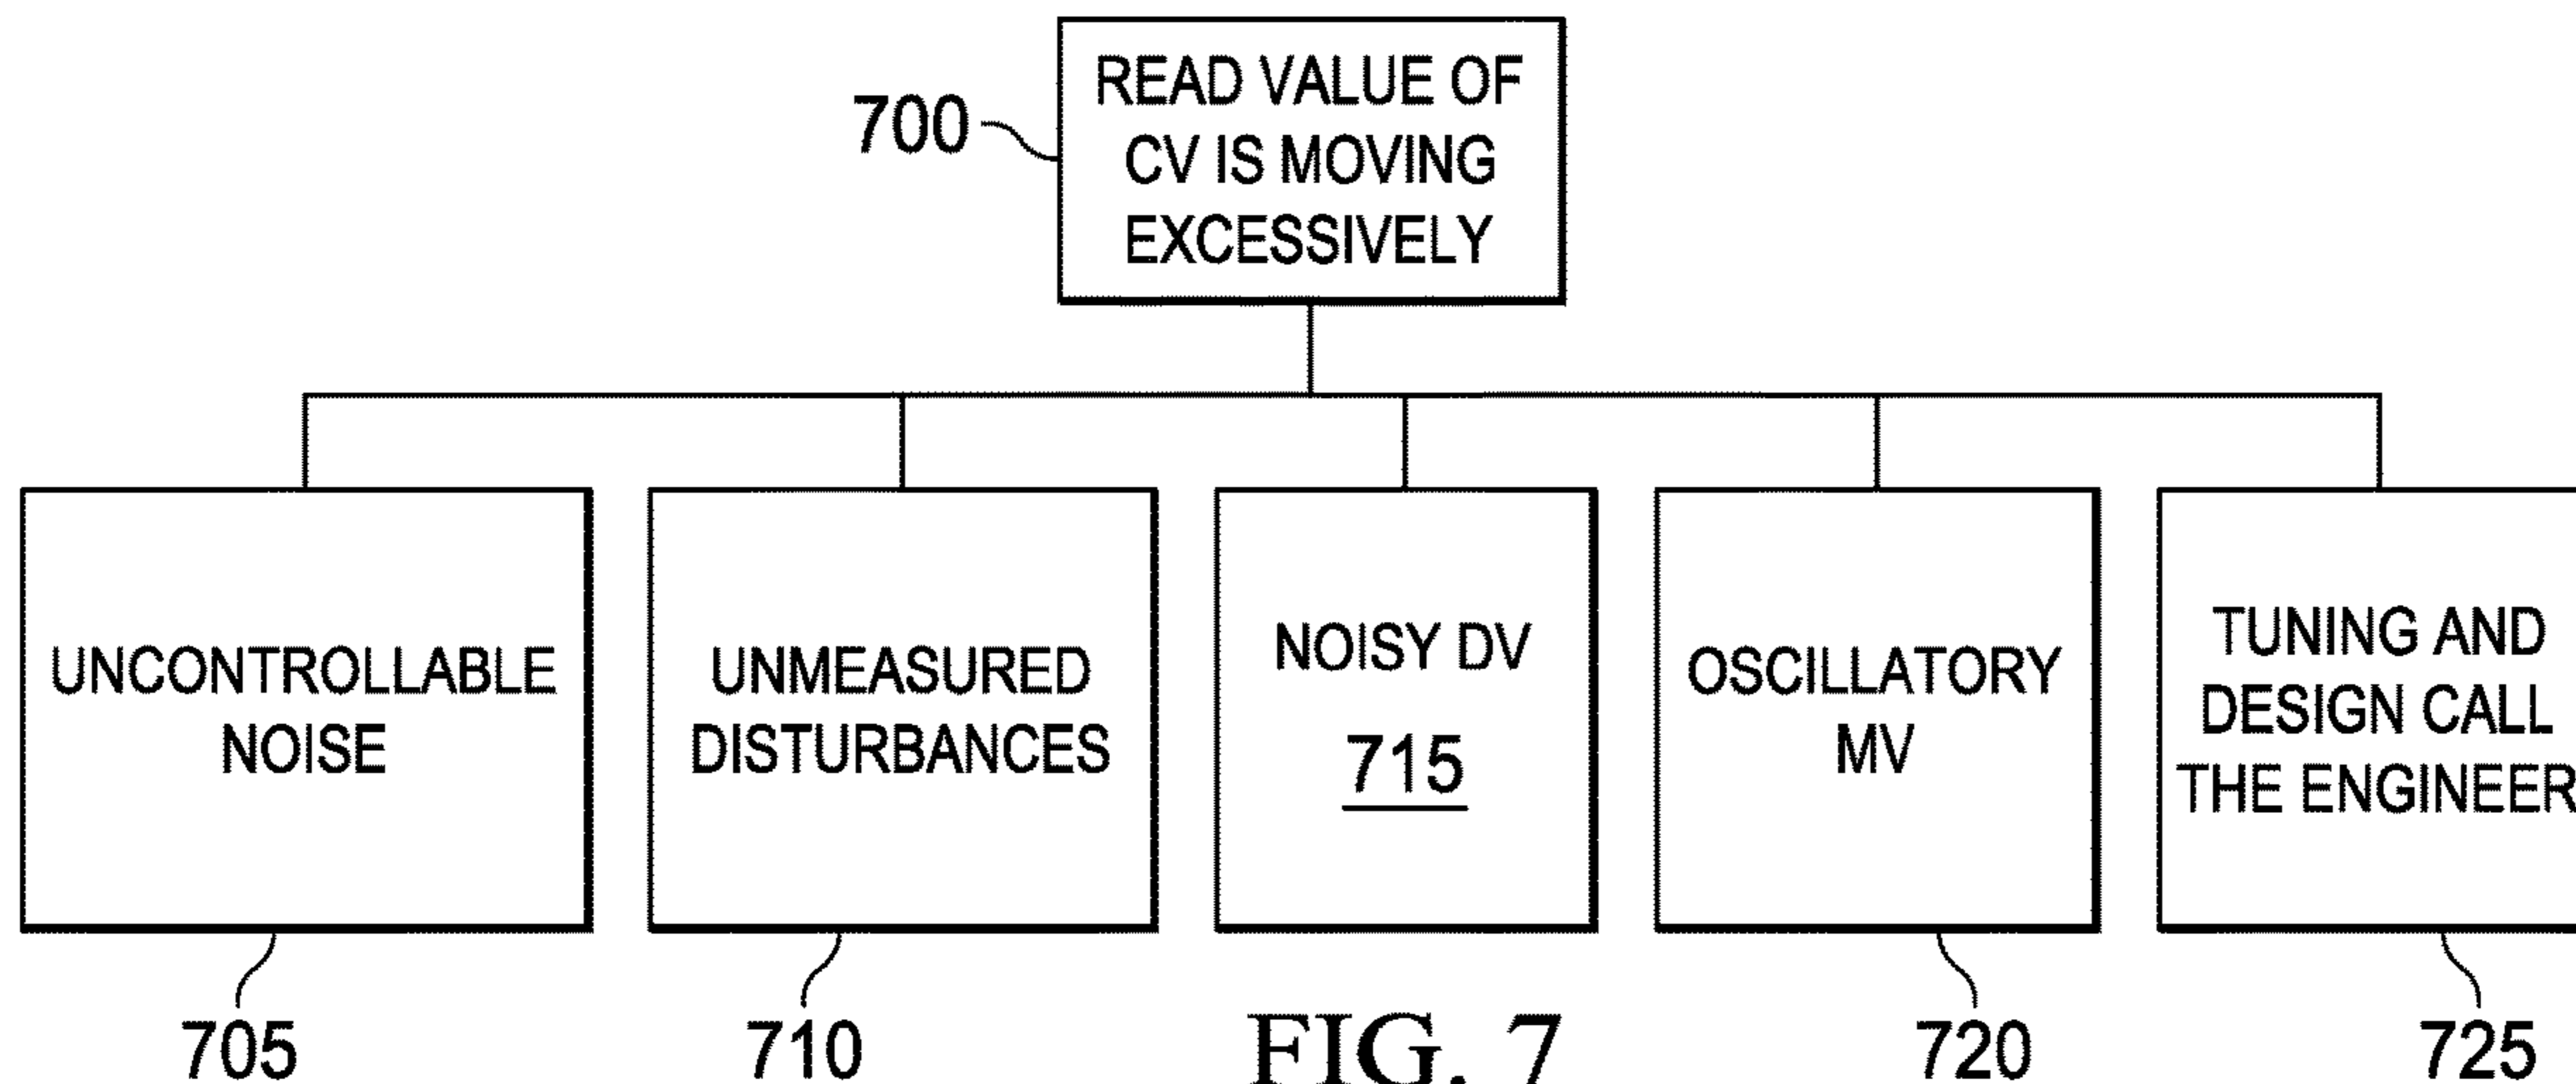 READ VALUE OF
CV IS MOVING
EXCESSIVELY
700
UNCONTROLLABLE
NOISE
705
UNMEASURED
DISTURBANCES
710
NOISY DV
715
OSCILLATORY
MV
720
TUNING AND
DESIGN CALL
THE ENGINEER
725
FIG. 7